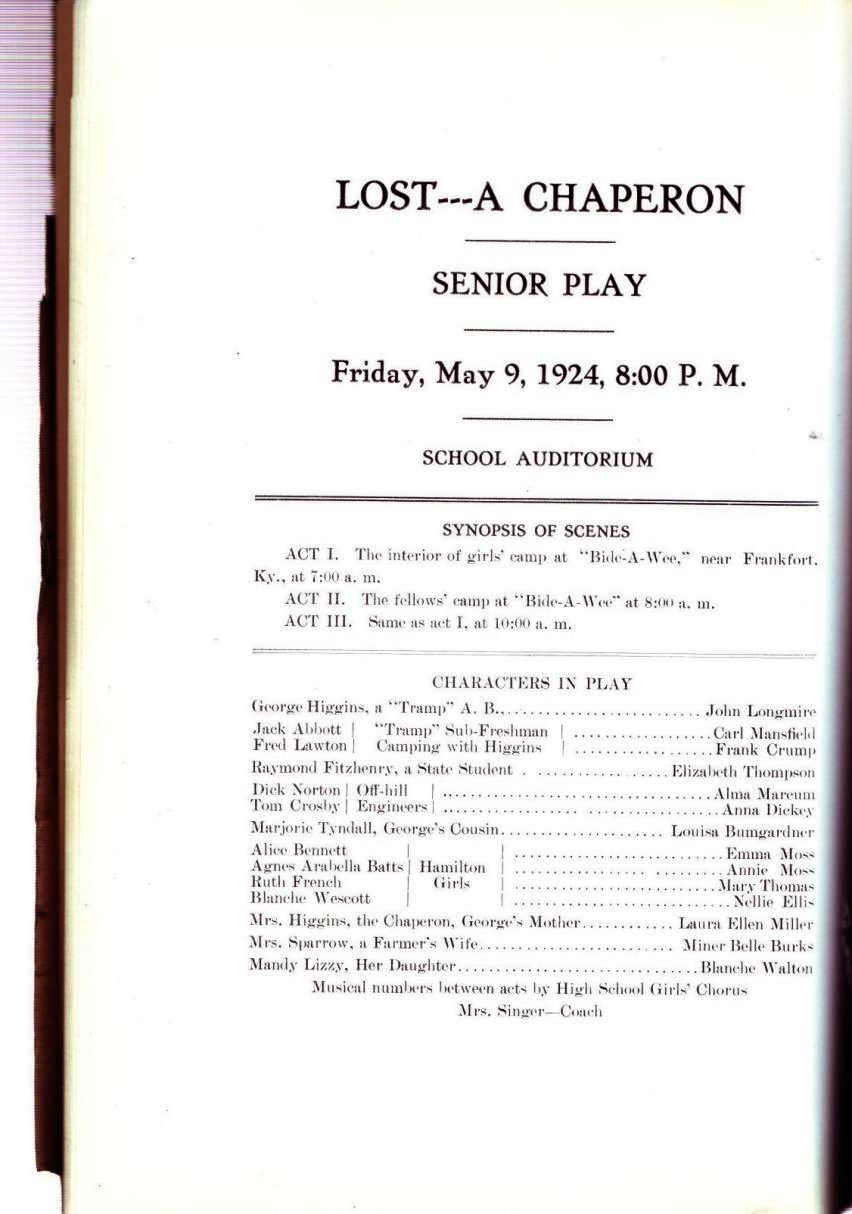 LOST---A CHAPERON
SENIOR PLAY
Friday, May 9, 1924, 8:00 P. M.
SCHOOL AUDITORIUM
SYNOPSIS OF SCENES
ACT I. The interior of girls' camp at "Bide-A-Wee," near Frankfort,
Ky., at 7:00 a. m.
ACT II. The fellows' camp at "Bide-A-Wee" at 8:00 a. m.
ACT III. Same as act I, at 10:00 a. m.
CHARACTERS IN PLAY
George Higgins, a "Tramp" A. B.,.......................... John Longmire
Jack Abbott | "Tramp" Sub-Freshman | ..................Carl Mansfield
Fred Lawton | Camping with Higgins | ..................Frank Crump
Raymond Fitzhenry, a State Student . ..................Elizabeth Thompson
Dick Norton | Off-hill | ........................................Alma Marcum
Tom Crosby | Engineers | ........................................Anna Dickey
Marjorie Tyndall, George's Cousin........................ Louisa Bumgardner
Alice Bennett | | ...........................Emma Moss
Agnes Arabella Batts | Hamilton | ...........................Annie Moss
Ruth French | Girls | ...........................Mary Thomas
Blanche Wescott | | ...........................Nellie Ellis
Mrs. Higgins, the Chaperon, George's Mother............. Laura Ellen Miller
Mrs. Sparrow, a Farmer's Wife......................... Miner Belle Burks
Mandy Lizzy, Her Daughter...............................Blanche Walton
Musical numbers between acts by High School Girls' Chorus
Mrs. Singer—Coach